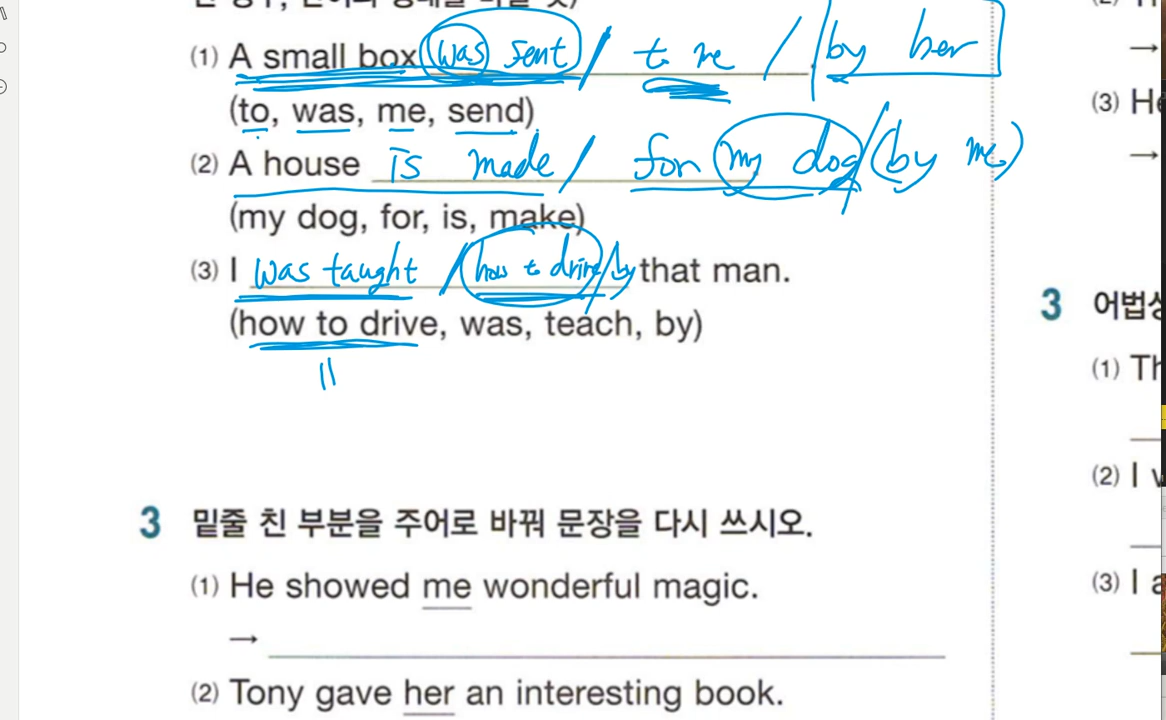 (1) A small box was sent / to me / by her
(to, was, me, send)
(2) A house is made / for my dog / (by me)
(my dog, for, is, make)
(3) I was taught / how to drive / by that man.
(how to drive, was, teach, by)
3 밑줄 친 부분을 주어로 바꿔 문장을 다시 쓰시오.
(1) He showed me wonderful magic.
→
(2) Tony gave her an interesting book.
→
(3) He
→
3 어법상
(1) Th
(2) I w
(3) I a